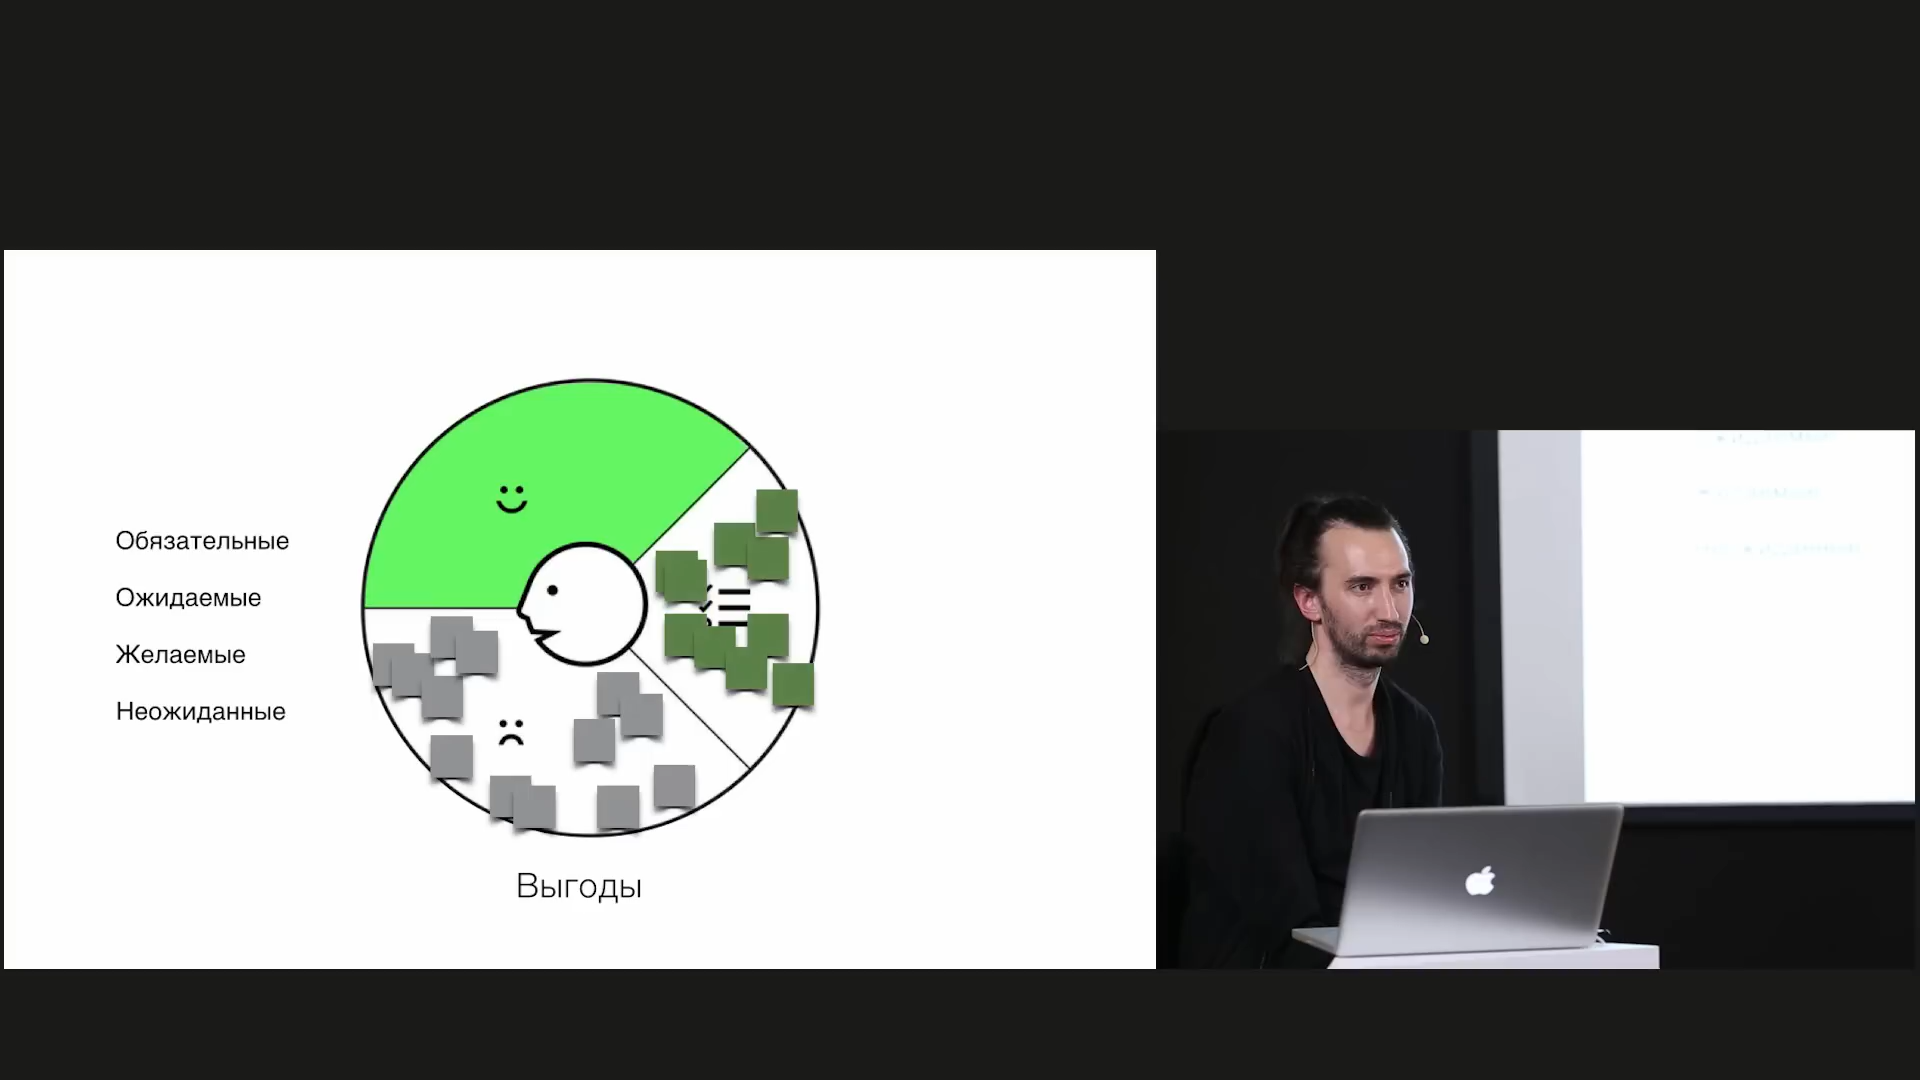 Обязательные
Ожидаемые
Желаемые
Неожиданные
Выгоды